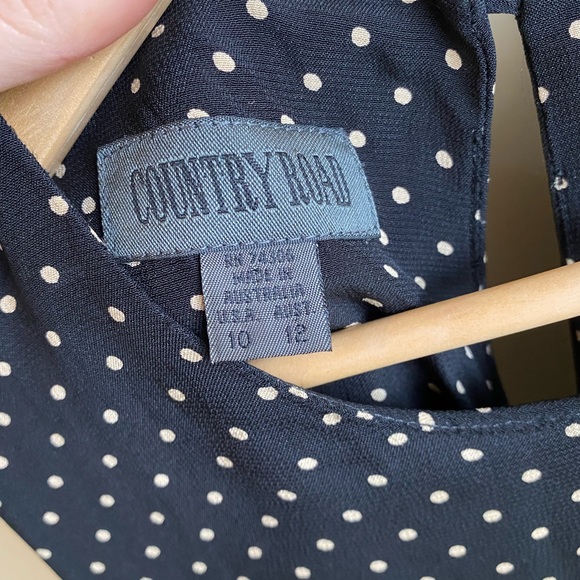 COUNTRY ROAD
RN 74306
MADE IN
AUSTRALIA
U.S.A AUST.
10 12